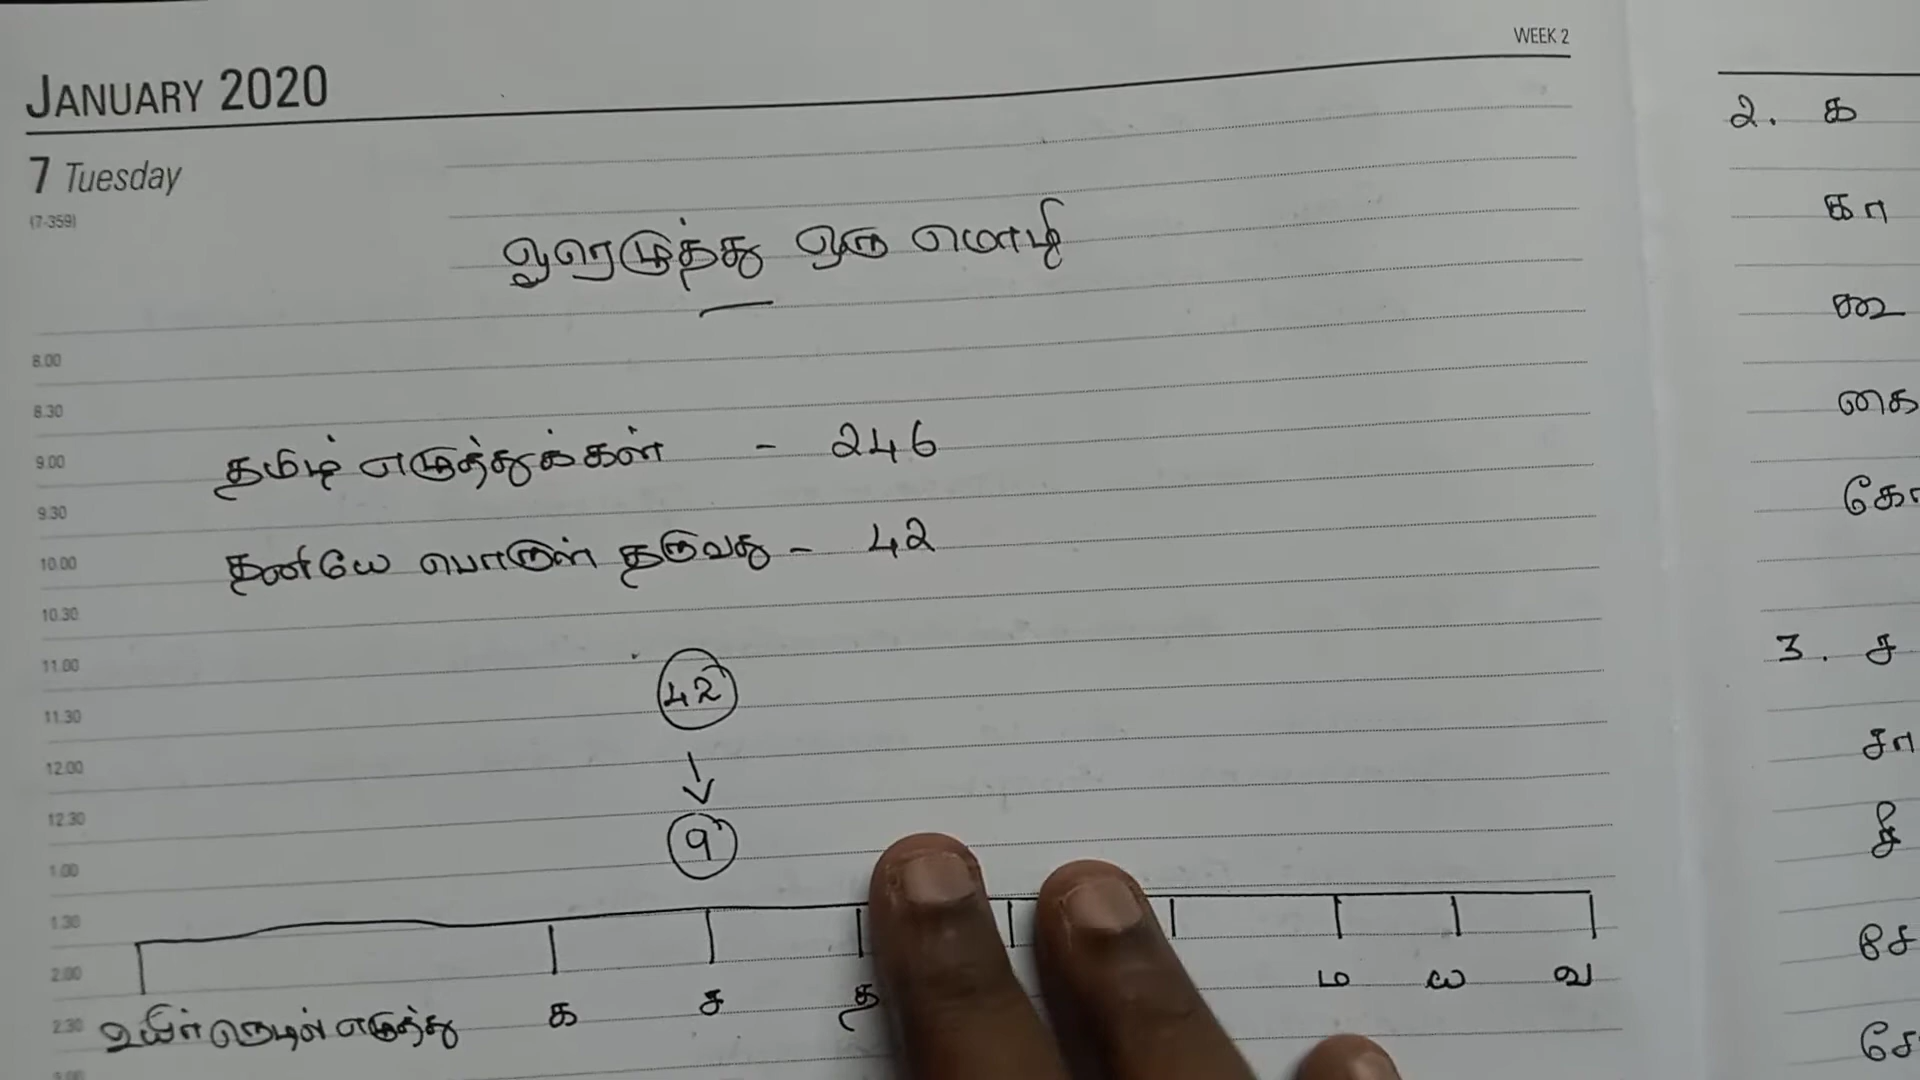 WEEK 2
JANUARY 2020
7 Tuesday
(7-359)
ஓரெழுத்து ஒரு மொழி
8.00
8.30
தமிழ் எழுத்துக்கள் - 246
9.00
9.30
தனியே பொருள் தருவது - 42
10.00
10.30
11.00
42
11.30
12.00
12.30
9
1.00
1.30
2.00
உயிர் நெடில் எழுத்து க ச த ம ய வ
2.30
2. க
கா
கூ
கை
கோ
3. ச
சா
சீ
சே
சே